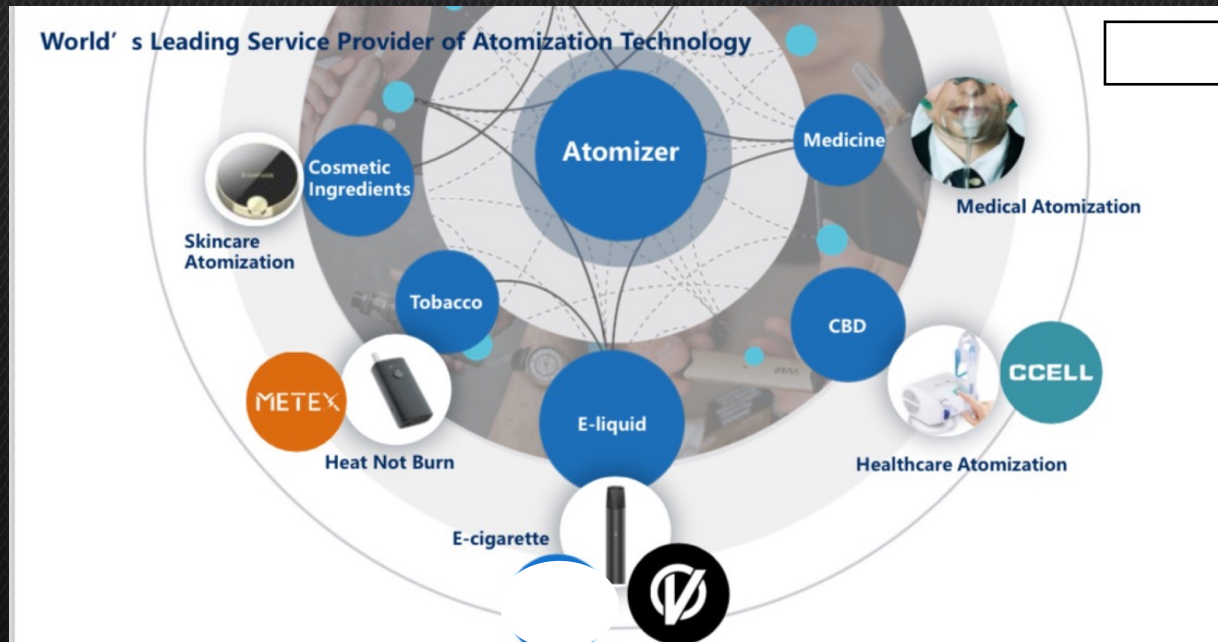 World’ s Leading Service Provider of Atomization Technology
Atomizer
Medicine
Medical Atomization
Cosmetic
Ingredients
Skincare
Atomization
Tobacco
CBD
METEX
CCELL
E-liquid
Heat Not Burn
Healthcare Atomization
E-cigarette
vuse